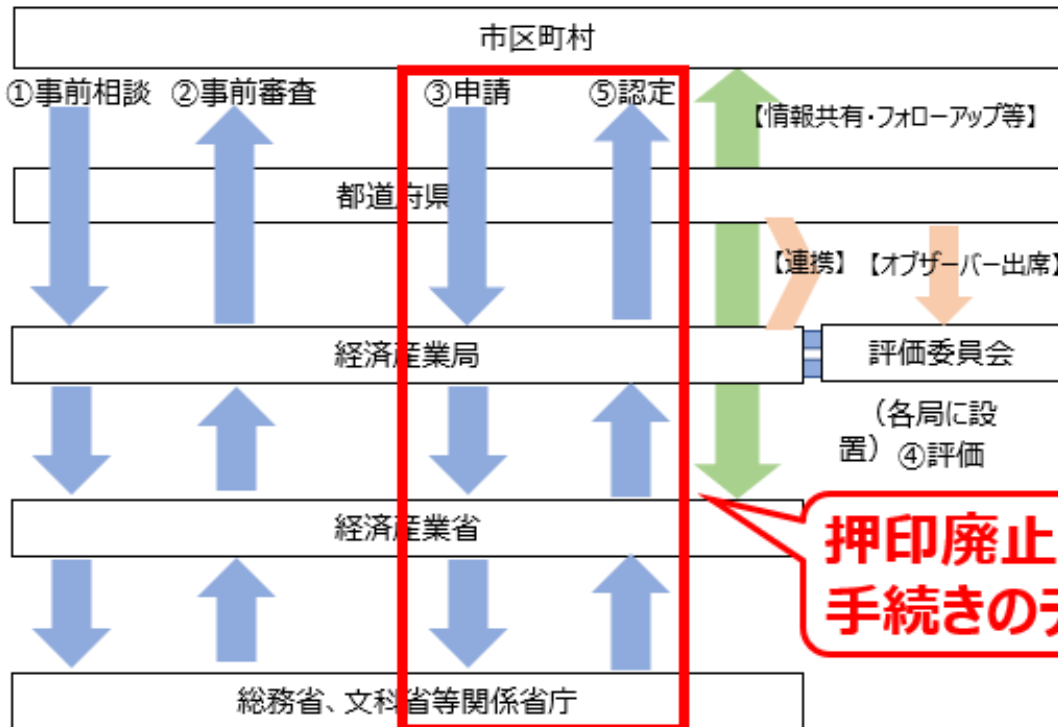 市区町村
①事前相談 ②事前審査 ③申請 ⑤認定
【情報共有・フォローアップ等】
都道府県
【連携】【オブザーバー出席】
経済産業局
評価委員会
(各局に設
置) ④評価
経済産業省
押印廃止
手続きの
総務省、文科省等関係省庁